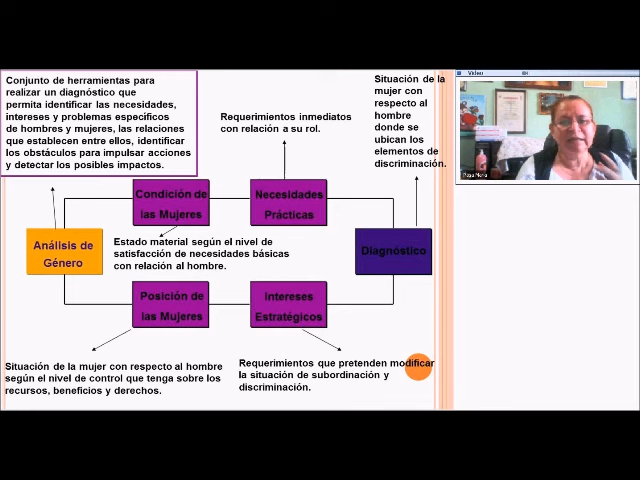 Conjunto de herramientas para
realizar un diagnóstico que
permita identificar las necesidades,
intereses y problemas específicos
de hombres y mujeres, las relaciones
que establecen entre ellos, identificar
los obstáculos para impulsar acciones
y detectar los posibles impactos.
Requerimientos inmediatos
con relación a su rol.
Situación de la
mujer con
respecto al
hombre
donde se
ubican los
elementos de
discriminación.
Video
Condición de
las Mujeres
Necesidades
Prácticas
Análisis de
Género
Estado material según el nivel de
satisfacción de necesidades básicas
con relación al hombre.
Diagnóstico
Posición de
las Mujeres
Intereses
Estratégicos
Situación de la mujer con respecto al hombre
según el nivel de control que tenga sobre los
recursos, beneficios y derechos.
Requerimientos que pretenden modificar
la situación de subordinación y
discriminación.